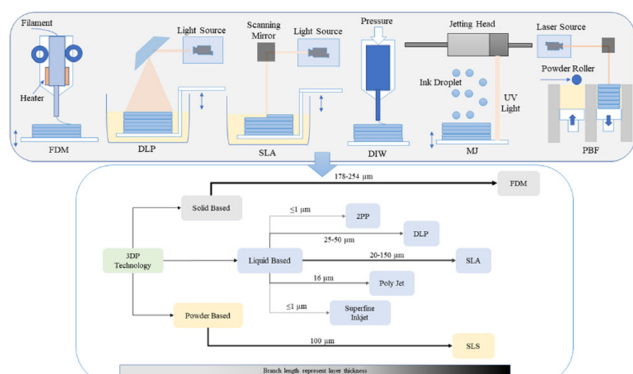 Filament
Heater
FDM
Light Source
DLP
Scanning
Mirror
Light Source
SLA
Pressure
DIW
Jetting Head
Ink Droplet
UV
Light
MJ
Laser Source
Powder Roller
PBF
178-254 µm
Solid Based
FDM
≤1 µm
2PP
25-50 µm
DLP
3DP
Technology
Liquid Based
20-150 µm
SLA
16 µm
Poly Jet
≤1 µm
Superfine
Inkjet
Powder Based
100 µm
SLS
Branch length represent layer thickness